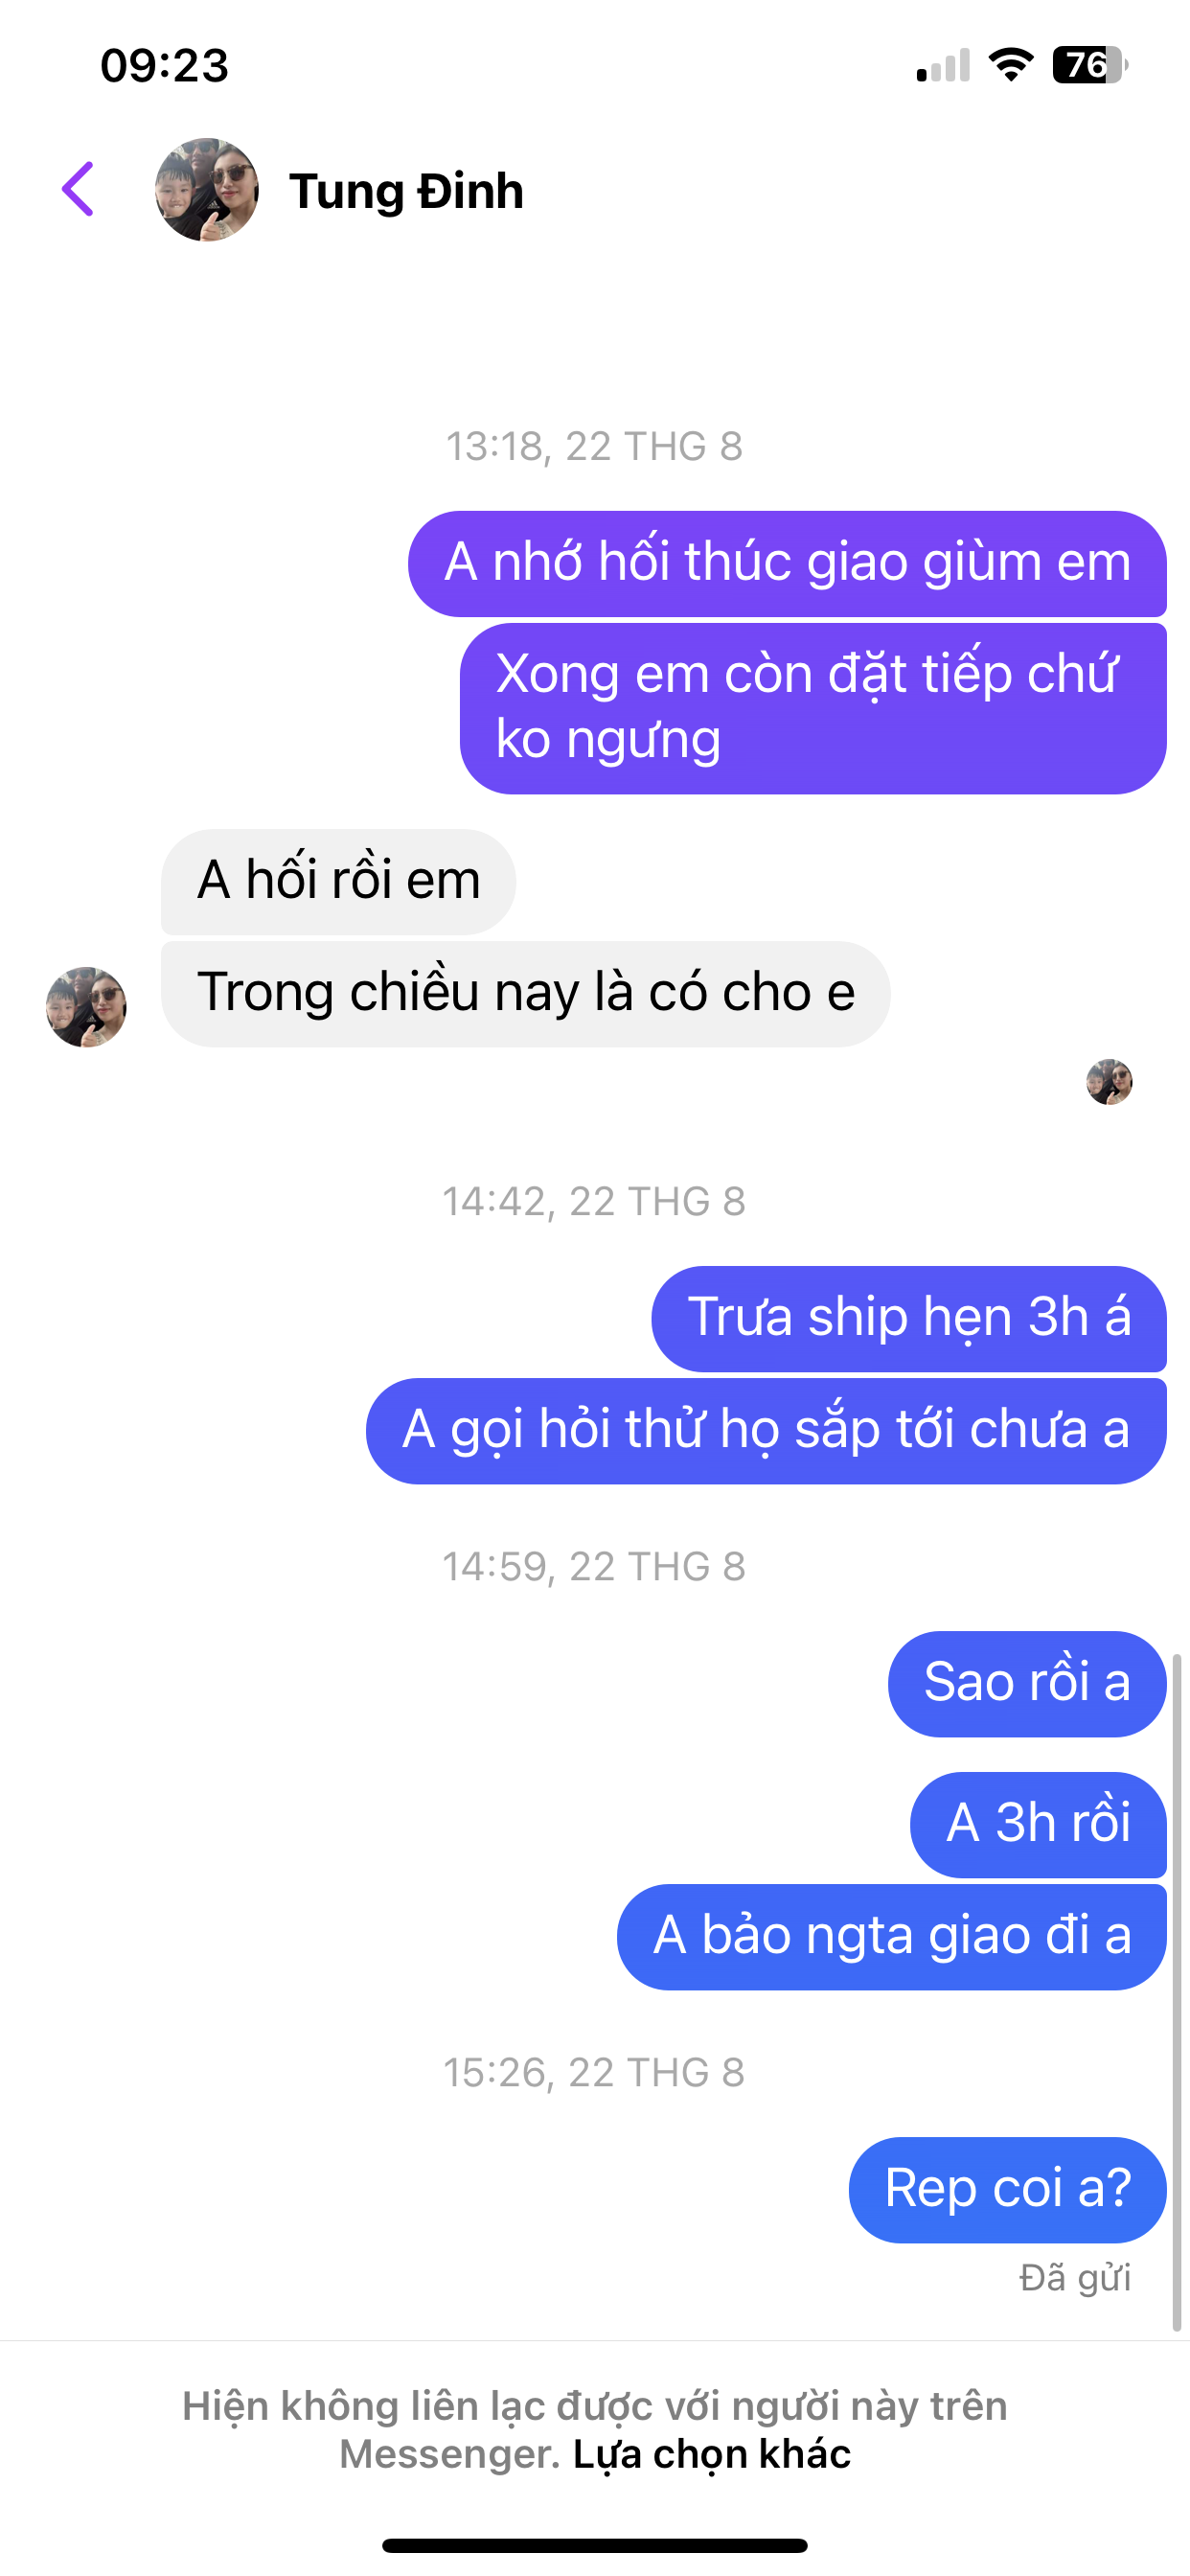 09:23
76
Tung Đinh
13:18, 22 THG 8
A nhớ hối thúc giao giùm em
Xong em còn đặt tiếp chứ
ko ngưng
A hối rồi em
Trong chiều nay là có cho e
14:42, 22 THG 8
Trưa ship hẹn 3h á
A gọi hỏi thử họ sắp tới chưa a
14:59, 22 THG 8
Sao rồi a
A 3h rồi
A bảo ngta giao đi a
15:26, 22 THG 8
Rep coi a?
Đã gửi
Hiện không liên lạc được với người này trên
Messenger. Lựa chọn khác